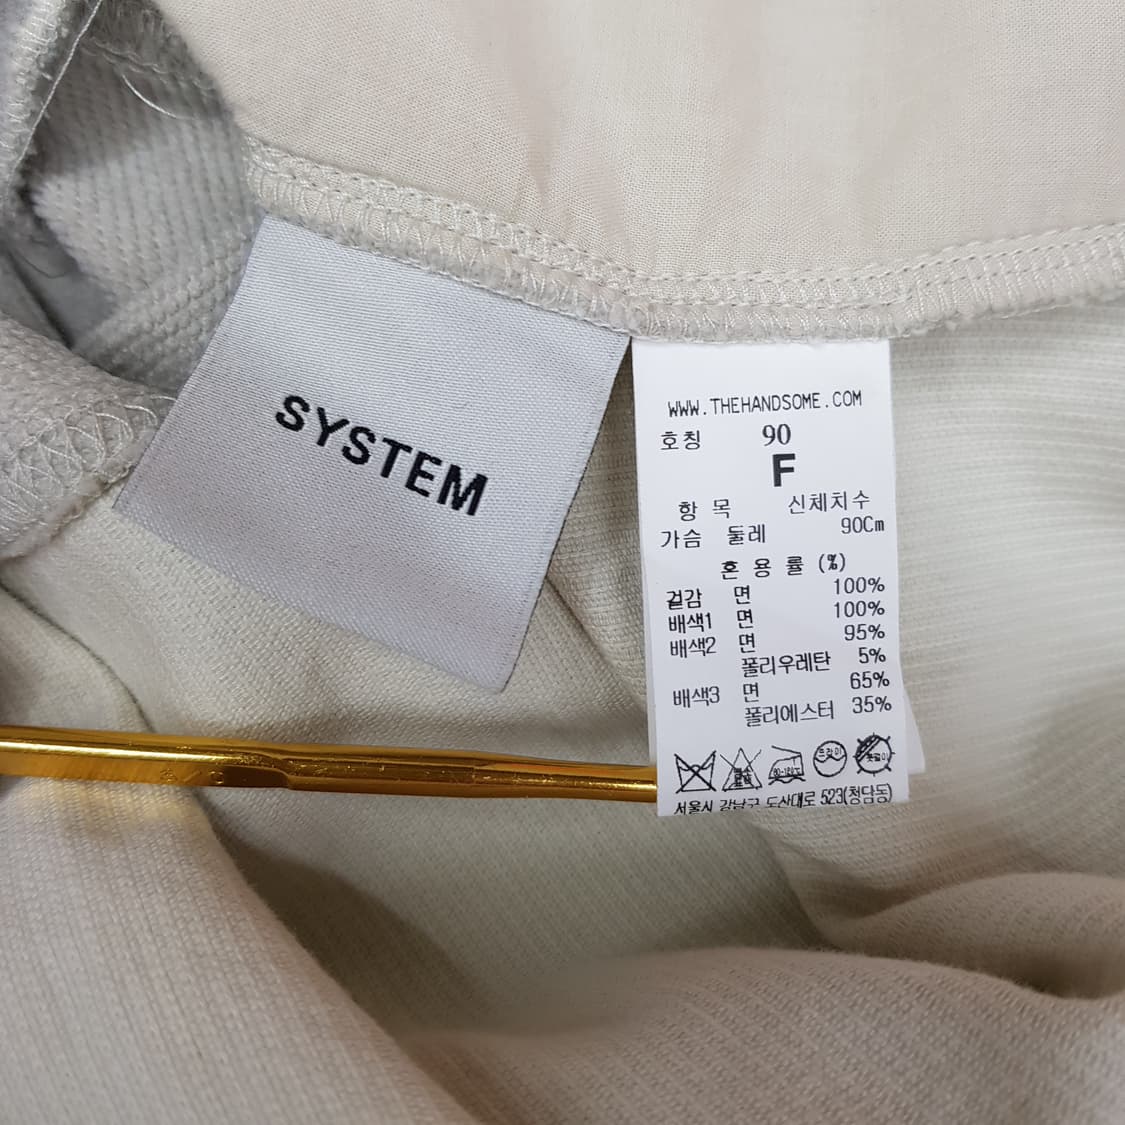 SYSTEM
WWW.THEHANDSOME.COM
호칭 90
F
항 목 신체치수
가슴 둘레 90Cm
혼 용 률 (%)
겉감 면 100%
배색1 면 100%
배색2 면 95%
폴리우레탄 5%
배색3 면 65%
폴리에스터 35%
드라이
서울시 강남구 도산대로 523(청담동)